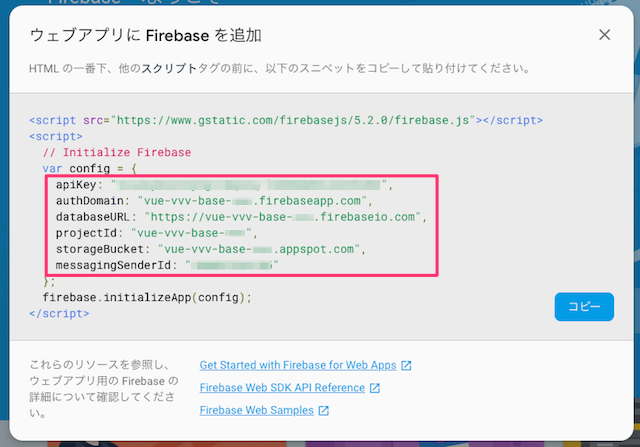 ウェブアプリに Firebase を追加
HTML の一番下、他のスクリプトタグの前に、以下のスニペットをコピーして貼り付けてください。
<script src="https://www.gstatic.com/firebasejs/5.2.0/firebase.js"></script>
<script>
// Initialize Firebase
var config = {
apiKey: "",
authDomain: "vue-vvv-base-.firebaseapp.com",
databaseURL: "https://vue-vvv-base-.firebaseio.com",
projectId: "vue-vvv-base-",
storageBucket: "vue-vvv-base-.appspot.com",
messagingSenderId: ""
};
firebase.initializeApp(config);
</script>
コピー
これらのリソースを参照し、
ウェブアプリ用の Firebase の
詳細について確認してくださ
い。
Get Started with Firebase for Web Apps
Firebase Web SDK API Reference
Firebase Web Samples